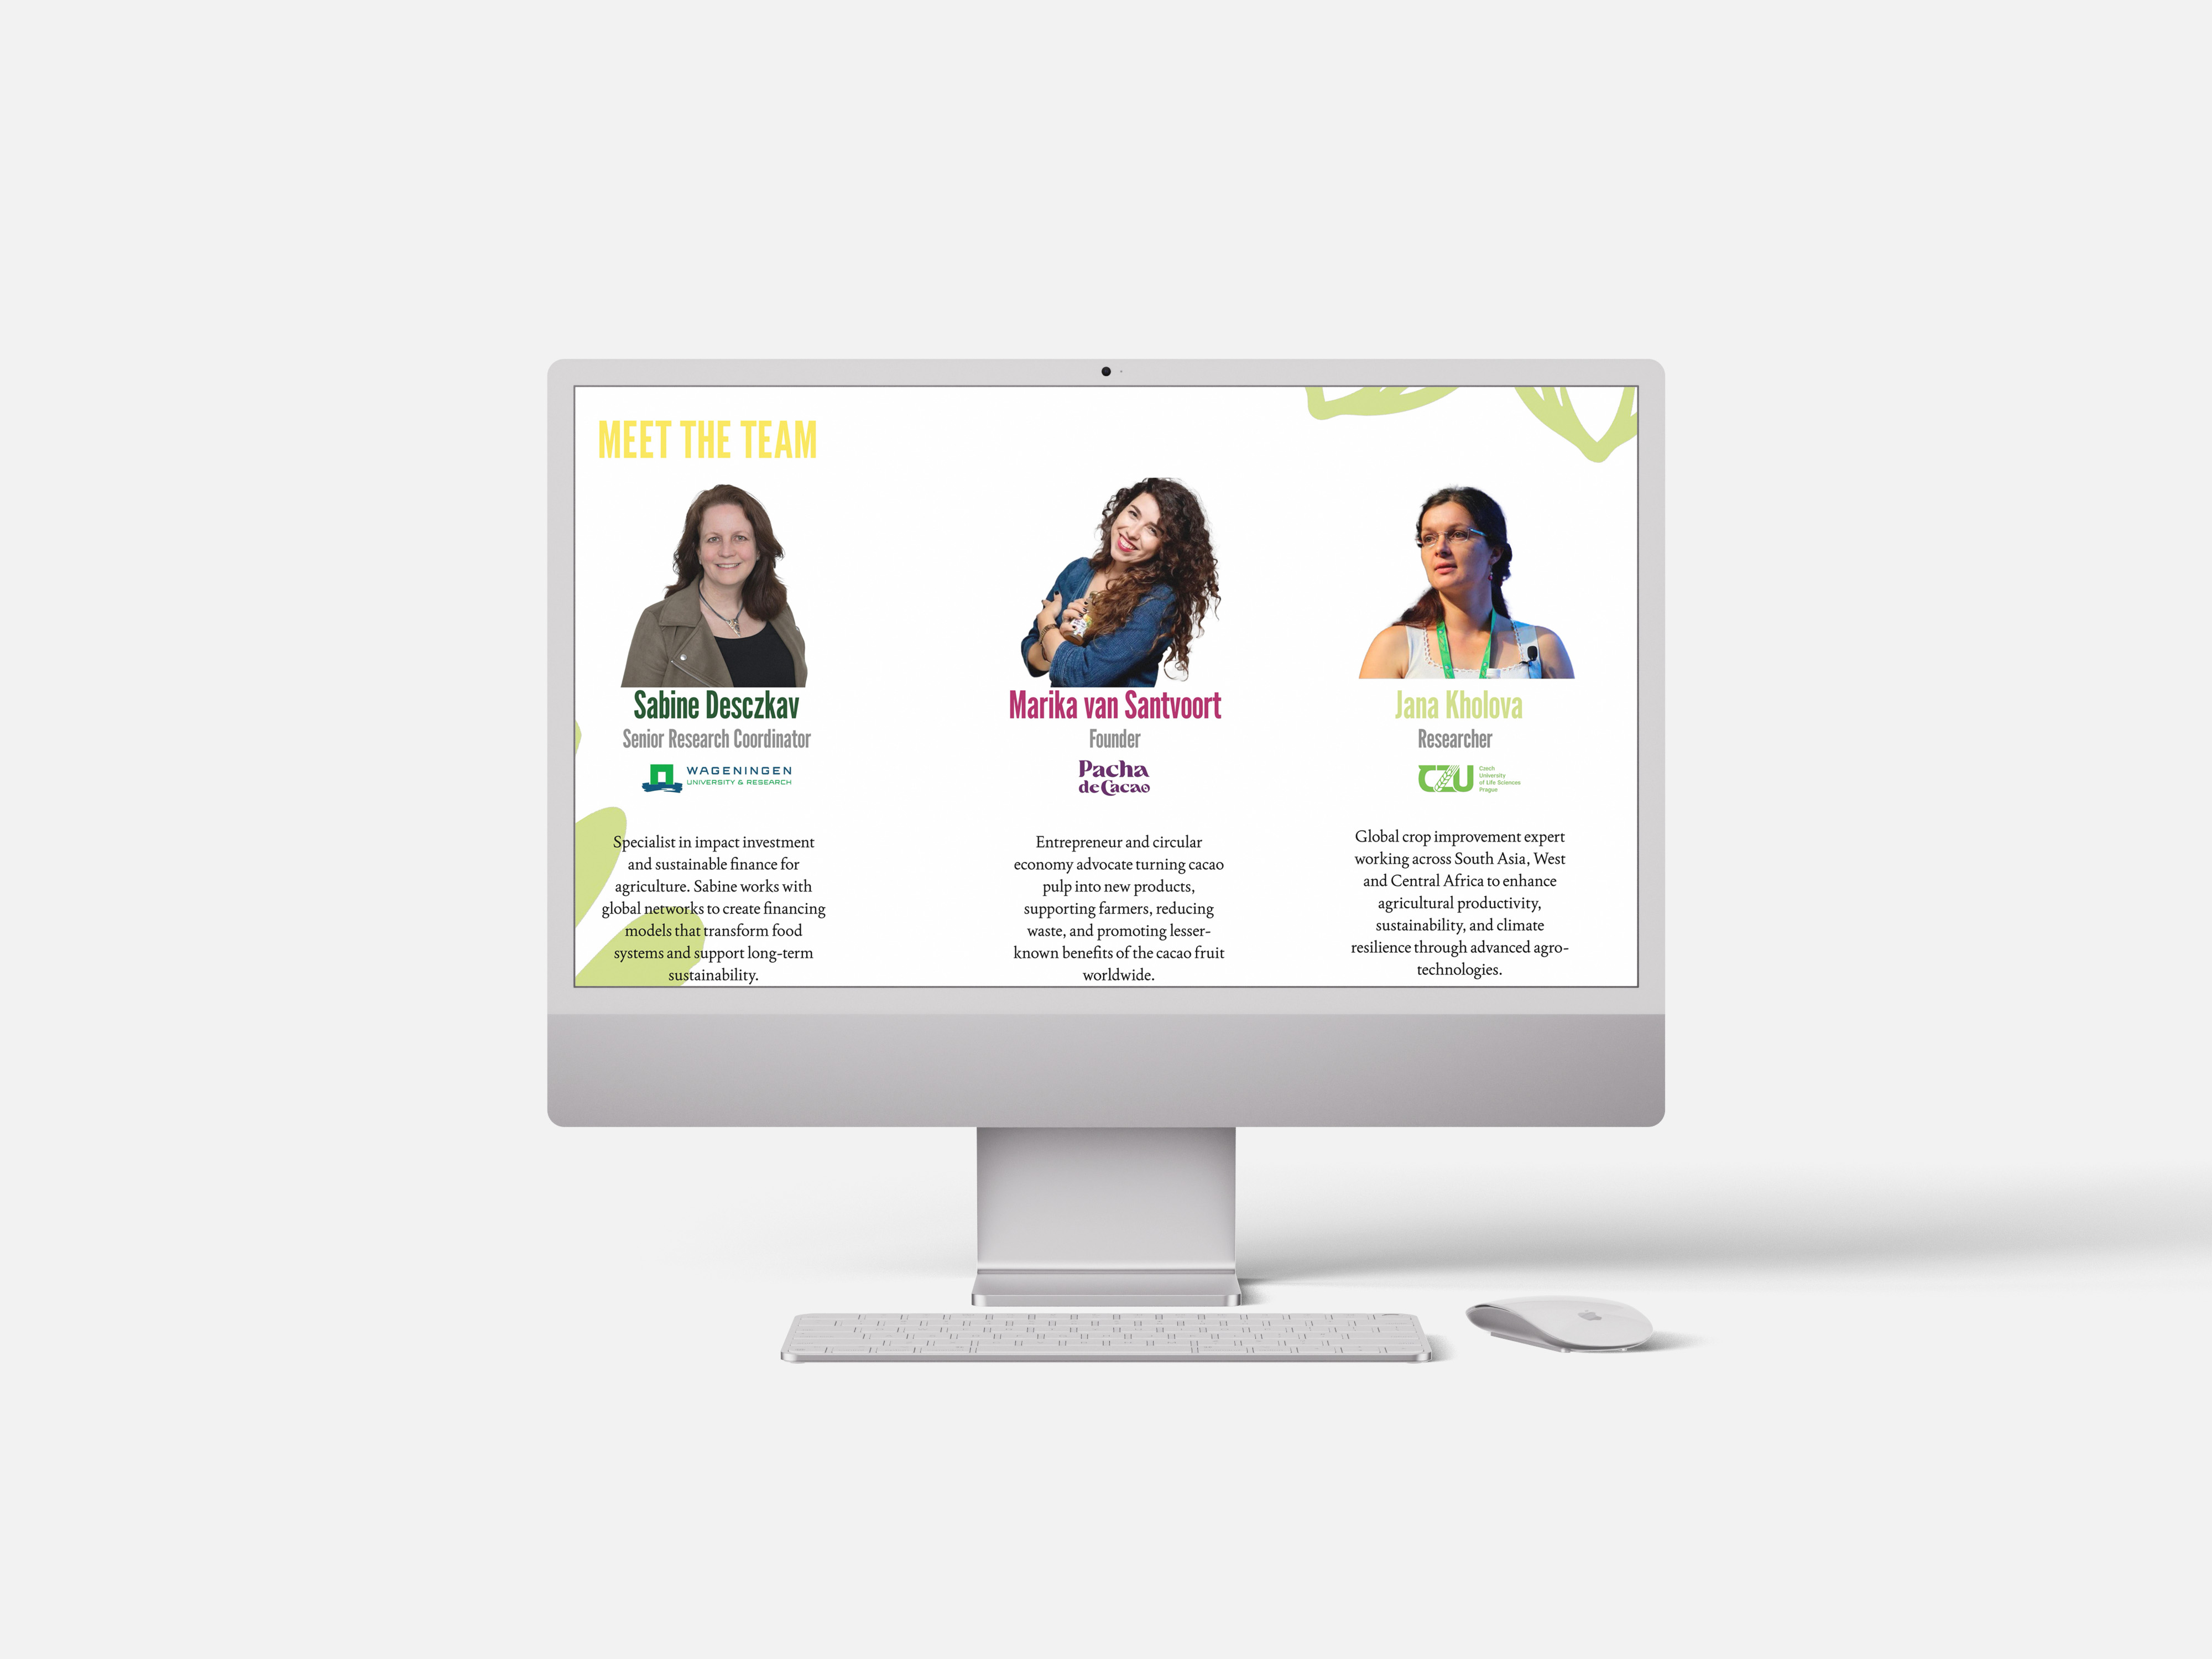 MEET THE TEAM
Sabine Desczkav
Senior Research Coordinator
WAGENINGEN
UNIVERSITY & RESEARCH
Specialist in impact investment
and sustainable finance for
agriculture. Sabine works with
global networks to create financing
models that transform food
systems and support long-term
sustainability.
Marika van Santvoort
Founder
Pacha
de Cacao
Entrepreneur and circular
economy advocate turning cacao
pulp into new products,
supporting farmers, reducing
waste, and promoting lesser-
known benefits of the cacao fruit
worldwide.
Jana Kholova
Researcher
CZU
Czech
University
of Life Sciences
Prague
Global crop improvement expert
working across South Asia, West
and Central Africa to enhance
agricultural productivity,
sustainability, and climate
resilience through advanced agro-
technologies.